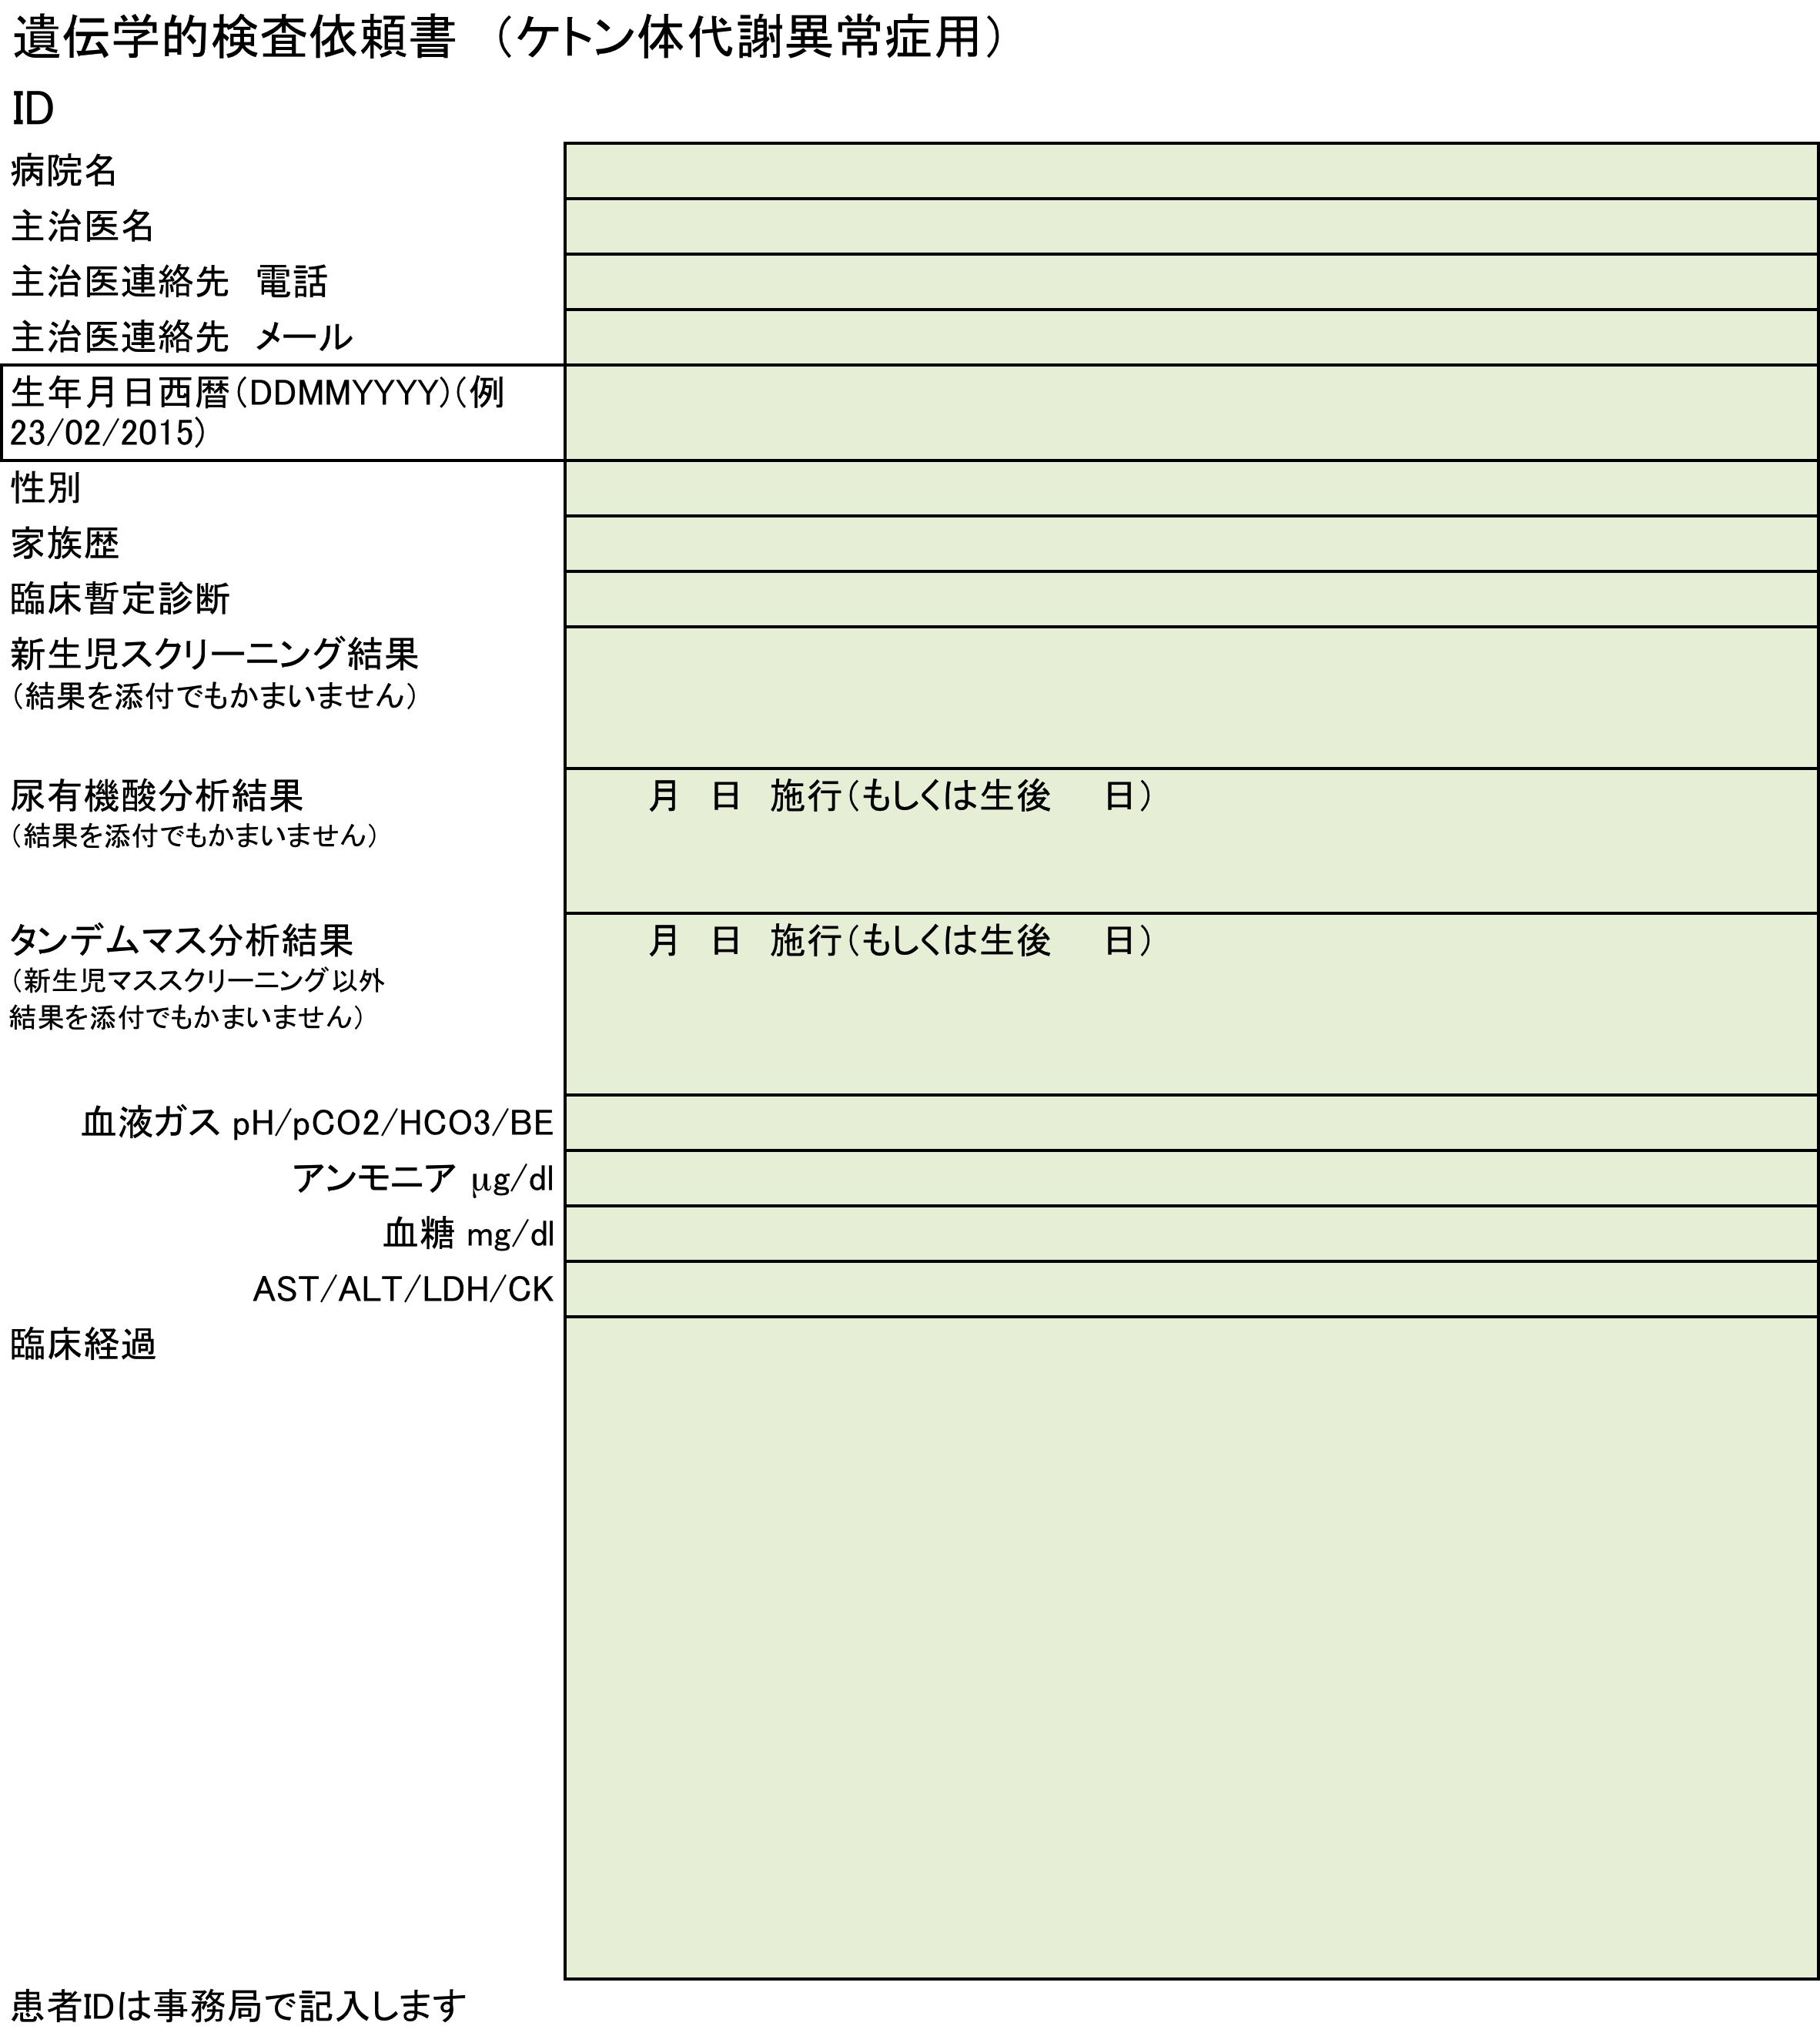 遺伝学的検査依頼書　（ケトン体代謝異常症用）
ID
病院名
主治医名
主治医連絡先　電話
主治医連絡先　メール
生年月日西暦（DDMMYYYY）（例
23/02/2015）
性別
家族歴
臨床暫定診断
新生児スクリーニング結果
（結果を添付でもかまいません）
尿有機酸分析結果　月　日　施行（もしくは生後　日）
（結果を添付でもかまいません）
タンデムマス分析結果　月　日　施行（もしくは生後　日）
（新生児マススクリーニング以外
結果を添付でもかまいません）
血液ガス pH/pCO2/HCO3/BE
アンモニア μg/dl
血糖 mg/dl
AST/ALT/LDH/CK
臨床経過
患者IDは事務局で記入します